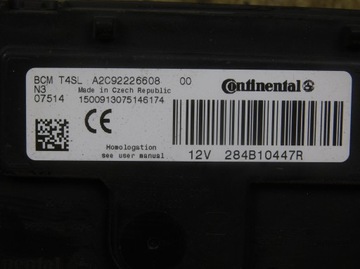 BCM T4SL A2C92226608 00
N3 Made in Czech Republic
07514 1500913075146174
Continental
CE
Homologation
see user manual
12V 284B10447R